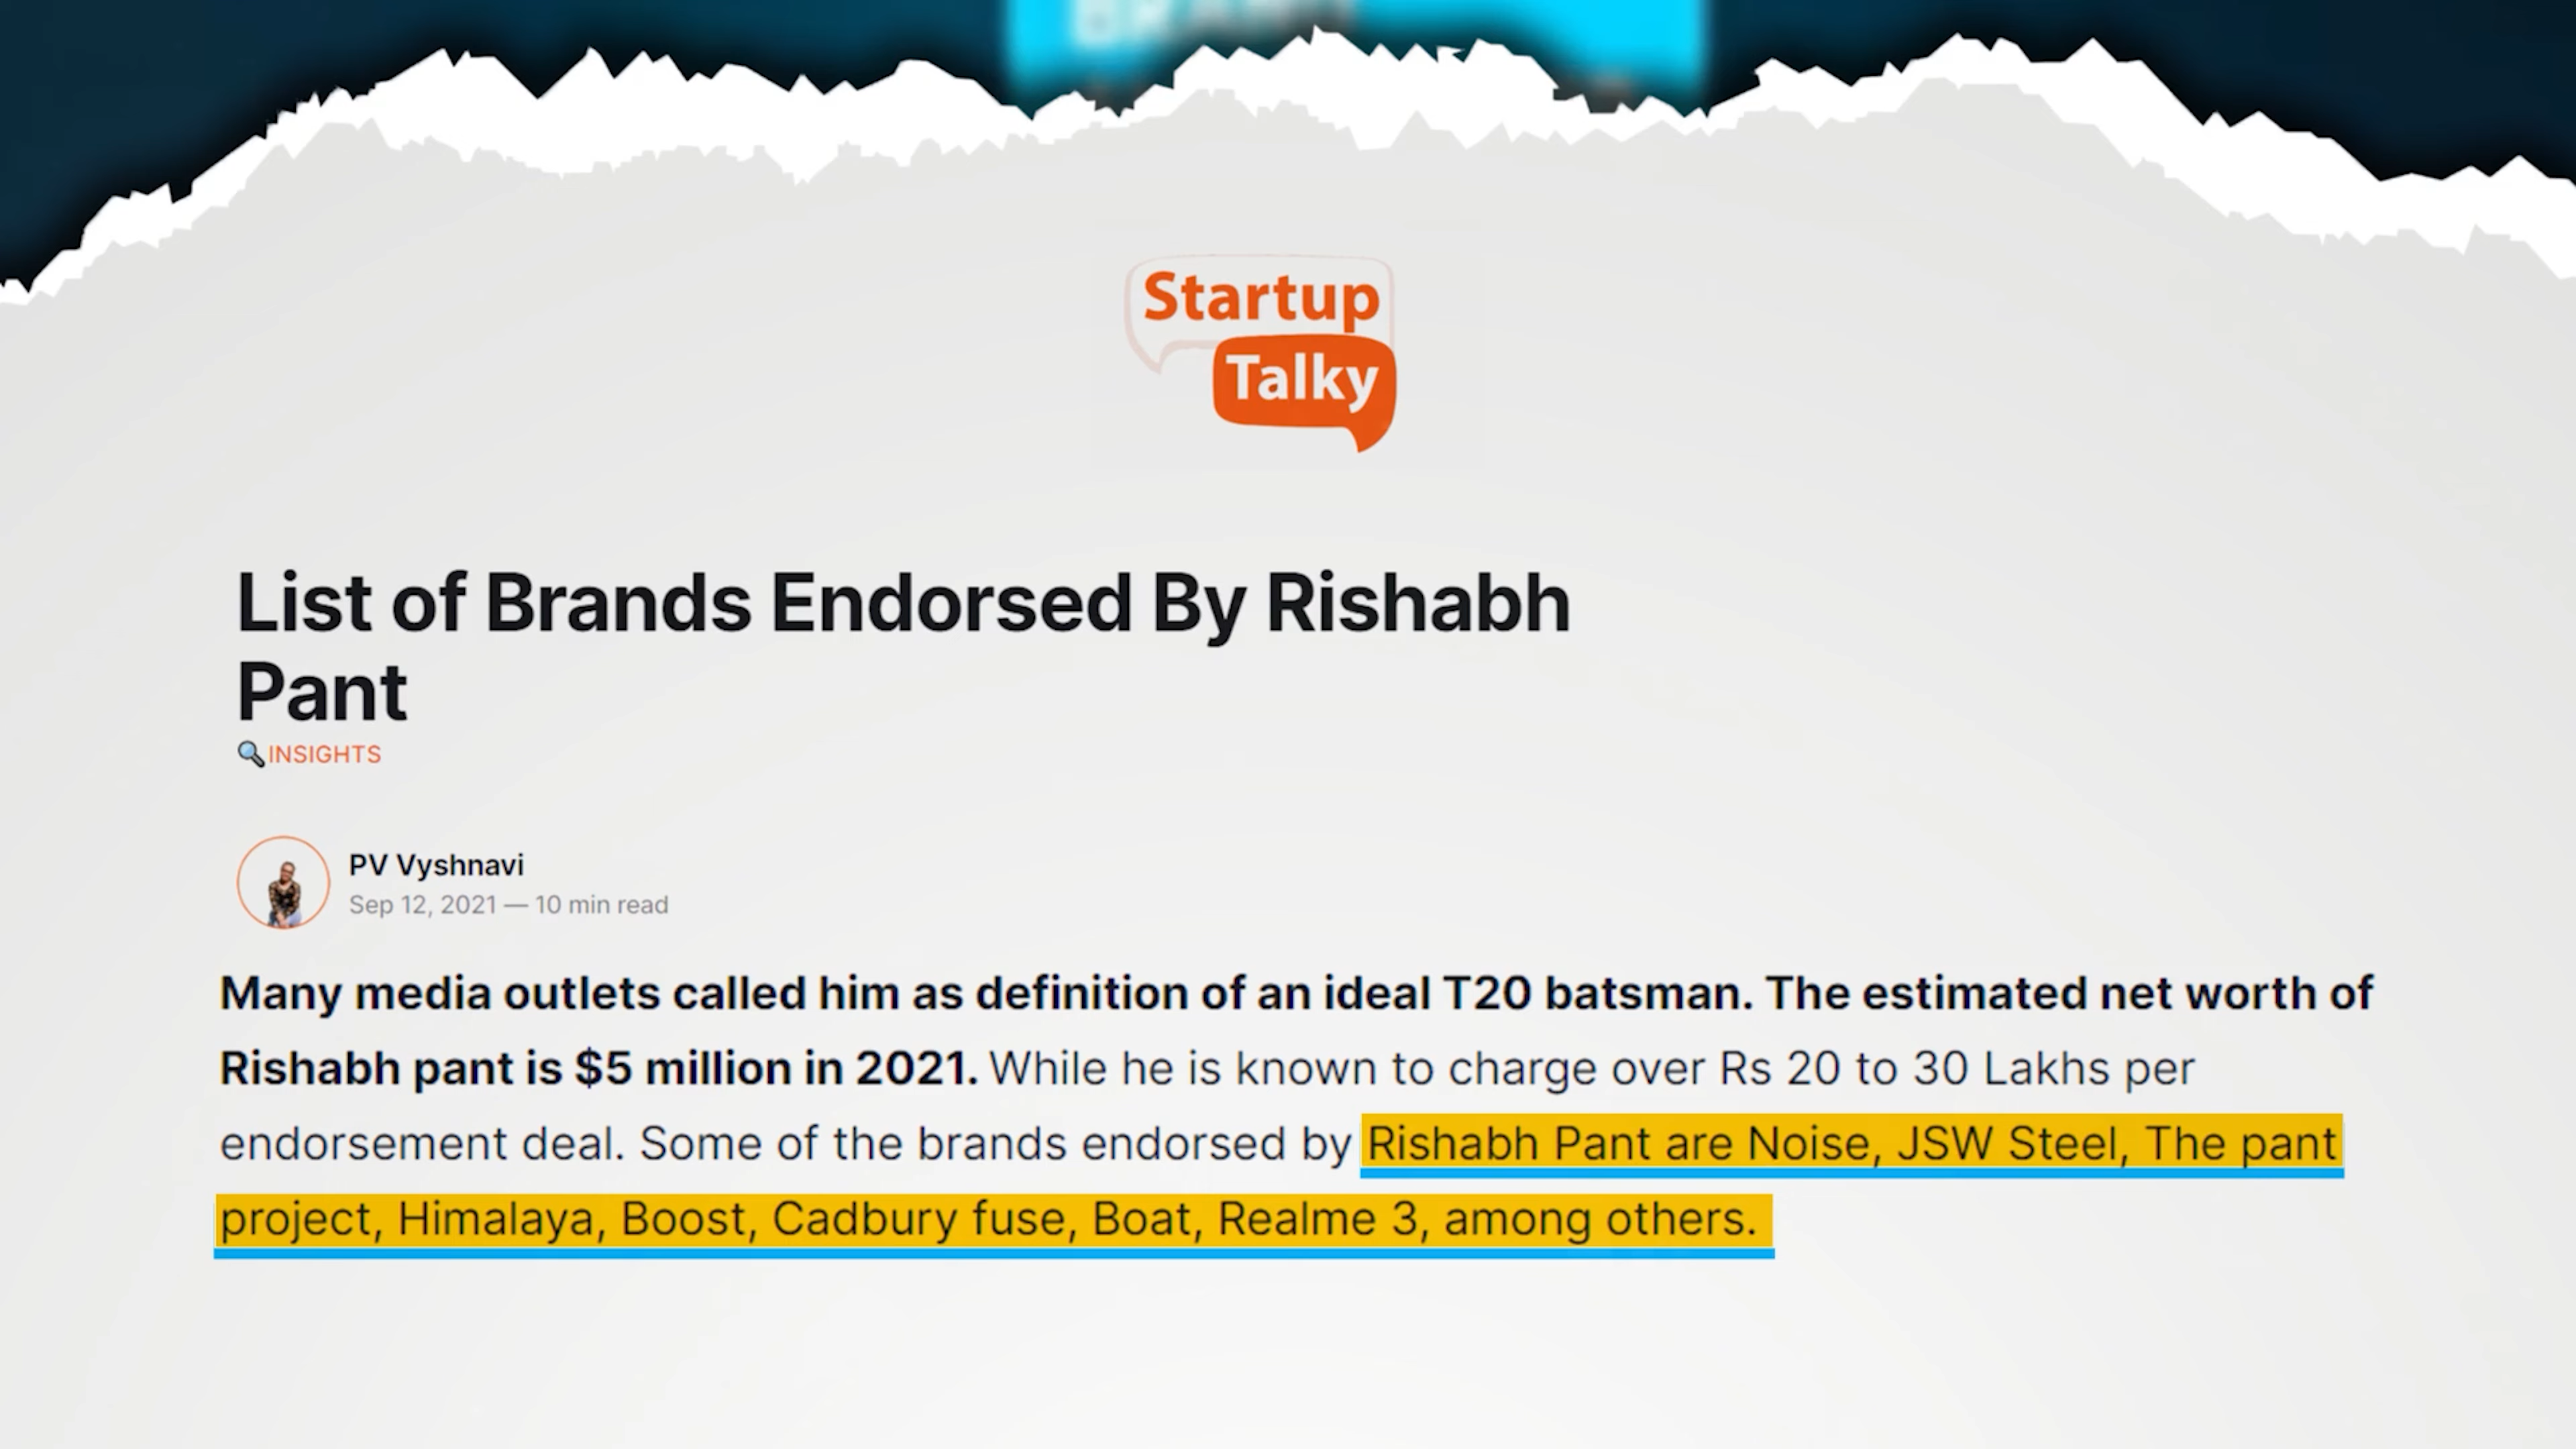 Startup
Talky
List of Brands Endorsed By Rishabh
Pant
INSIGHTS
PV Vyshnavi
Sep 12, 2021 — 10 min read
Many media outlets called him as definition of an ideal T20 batsman. The estimated net worth of
Rishabh pant is $5 million in 2021. While he is known to charge over Rs 20 to 30 Lakhs per
endorsement deal. Some of the brands endorsed by Rishabh Pant are Noise, JSW Steel, The pant
project, Himalaya, Boost, Cadbury fuse, Boat, Realme 3, among others.